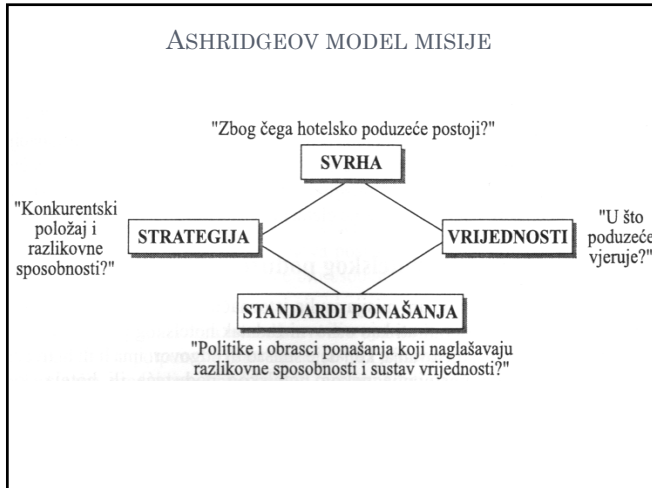 ASHRIDGEOV MODEL MISIJE
"Zbog čega hotelsko poduzeće postoji?"
SVRHA
"Konkurentski
položaj i
razlikovne
sposobnosti?"
STRATEGIJA
VRIJEDNOSTI
"U što
poduzeće
vjeruje?"
STANDARDI PONAŠANJA
"Politike i obrasci ponašanja koji naglašavaju
razlikovne sposobnosti i sustav vrijednosti?"